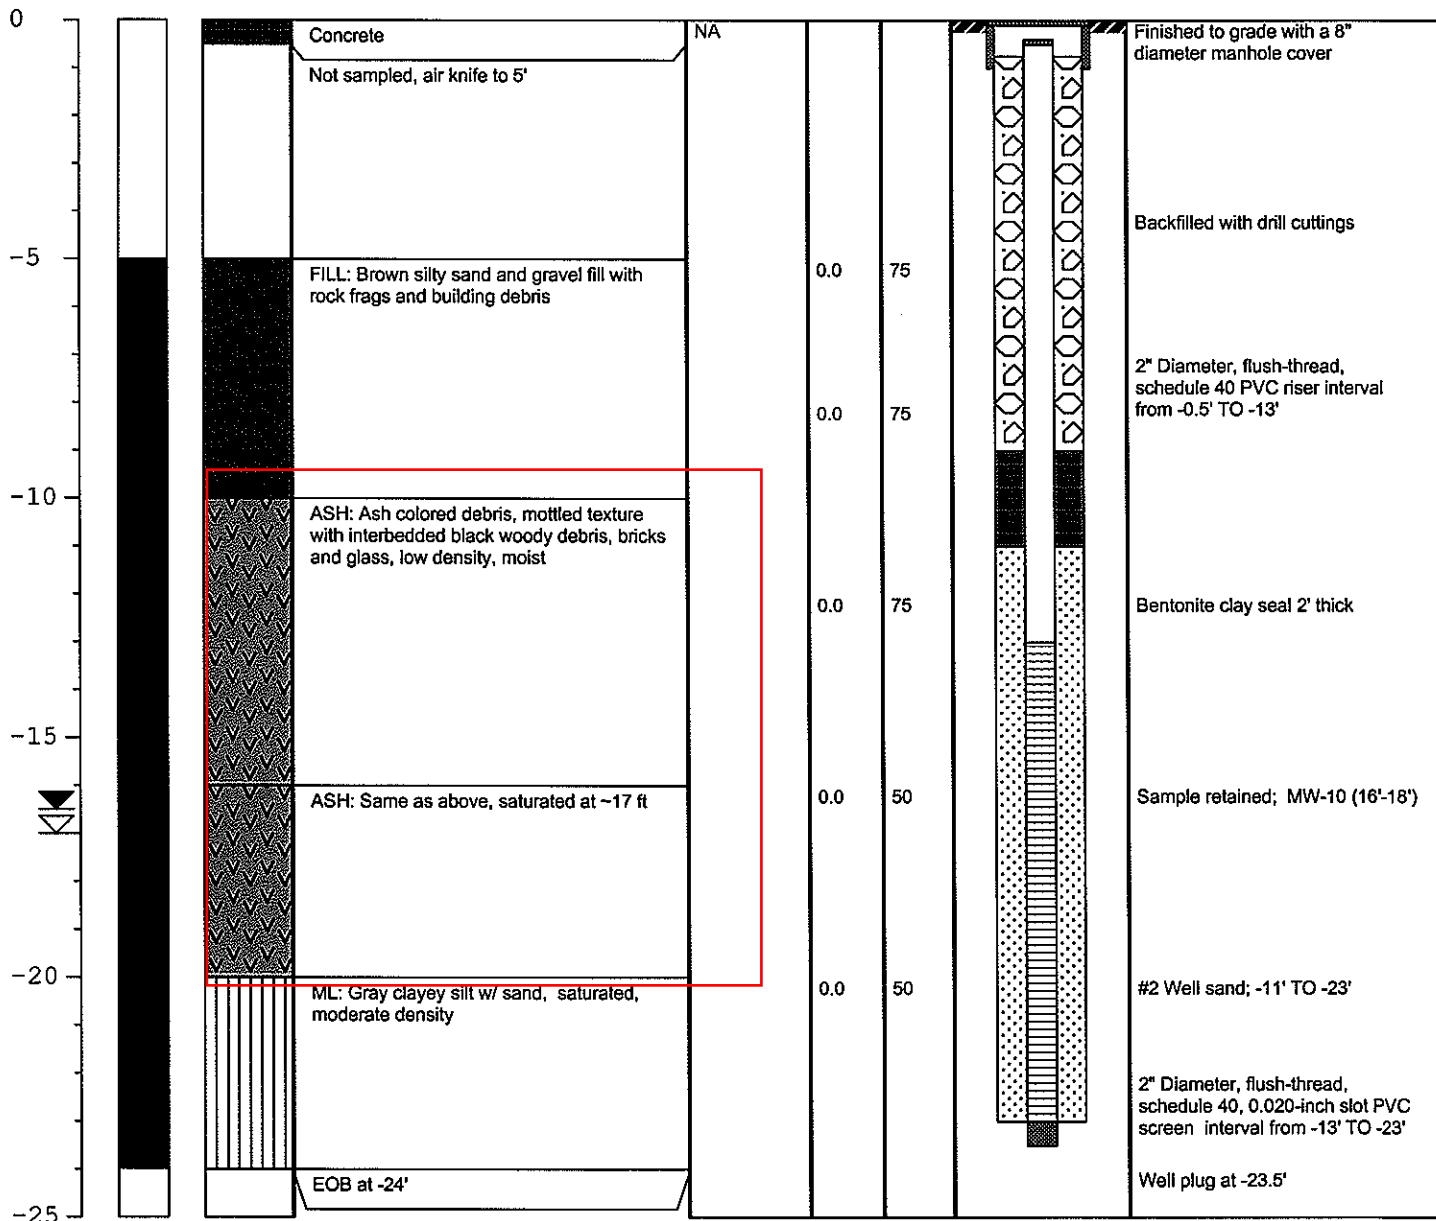 0
Concrete
NA
Finished to grade with a 8"
diameter manhole cover
Not sampled, air knife to 5'
Backfilled with drill cuttings
-5
FILL: Brown silty sand and gravel fill with
rock frags and building debris
0.0
75
2" Diameter, flush-thread,
schedule 40 PVC riser interval
from -0.5' TO -13'
0.0
75
-10
ASH: Ash colored debris, mottled texture
with interbedded black woody debris, bricks
and glass, low density, moist
0.0
75
Bentonite clay seal 2' thick
-15
ASH: Same as above, saturated at ~17 ft
0.0
50
Sample retained; MW-10 (16'-18')
-20
ML: Gray clayey silt w/ sand, saturated,
moderate density
0.0
50
#2 Well sand; -11' TO -23'
2" Diameter, flush-thread,
schedule 40, 0.020-inch slot PVC
screen interval from -13' TO -23'
EOB at -24'
Well plug at -23.5'
-25